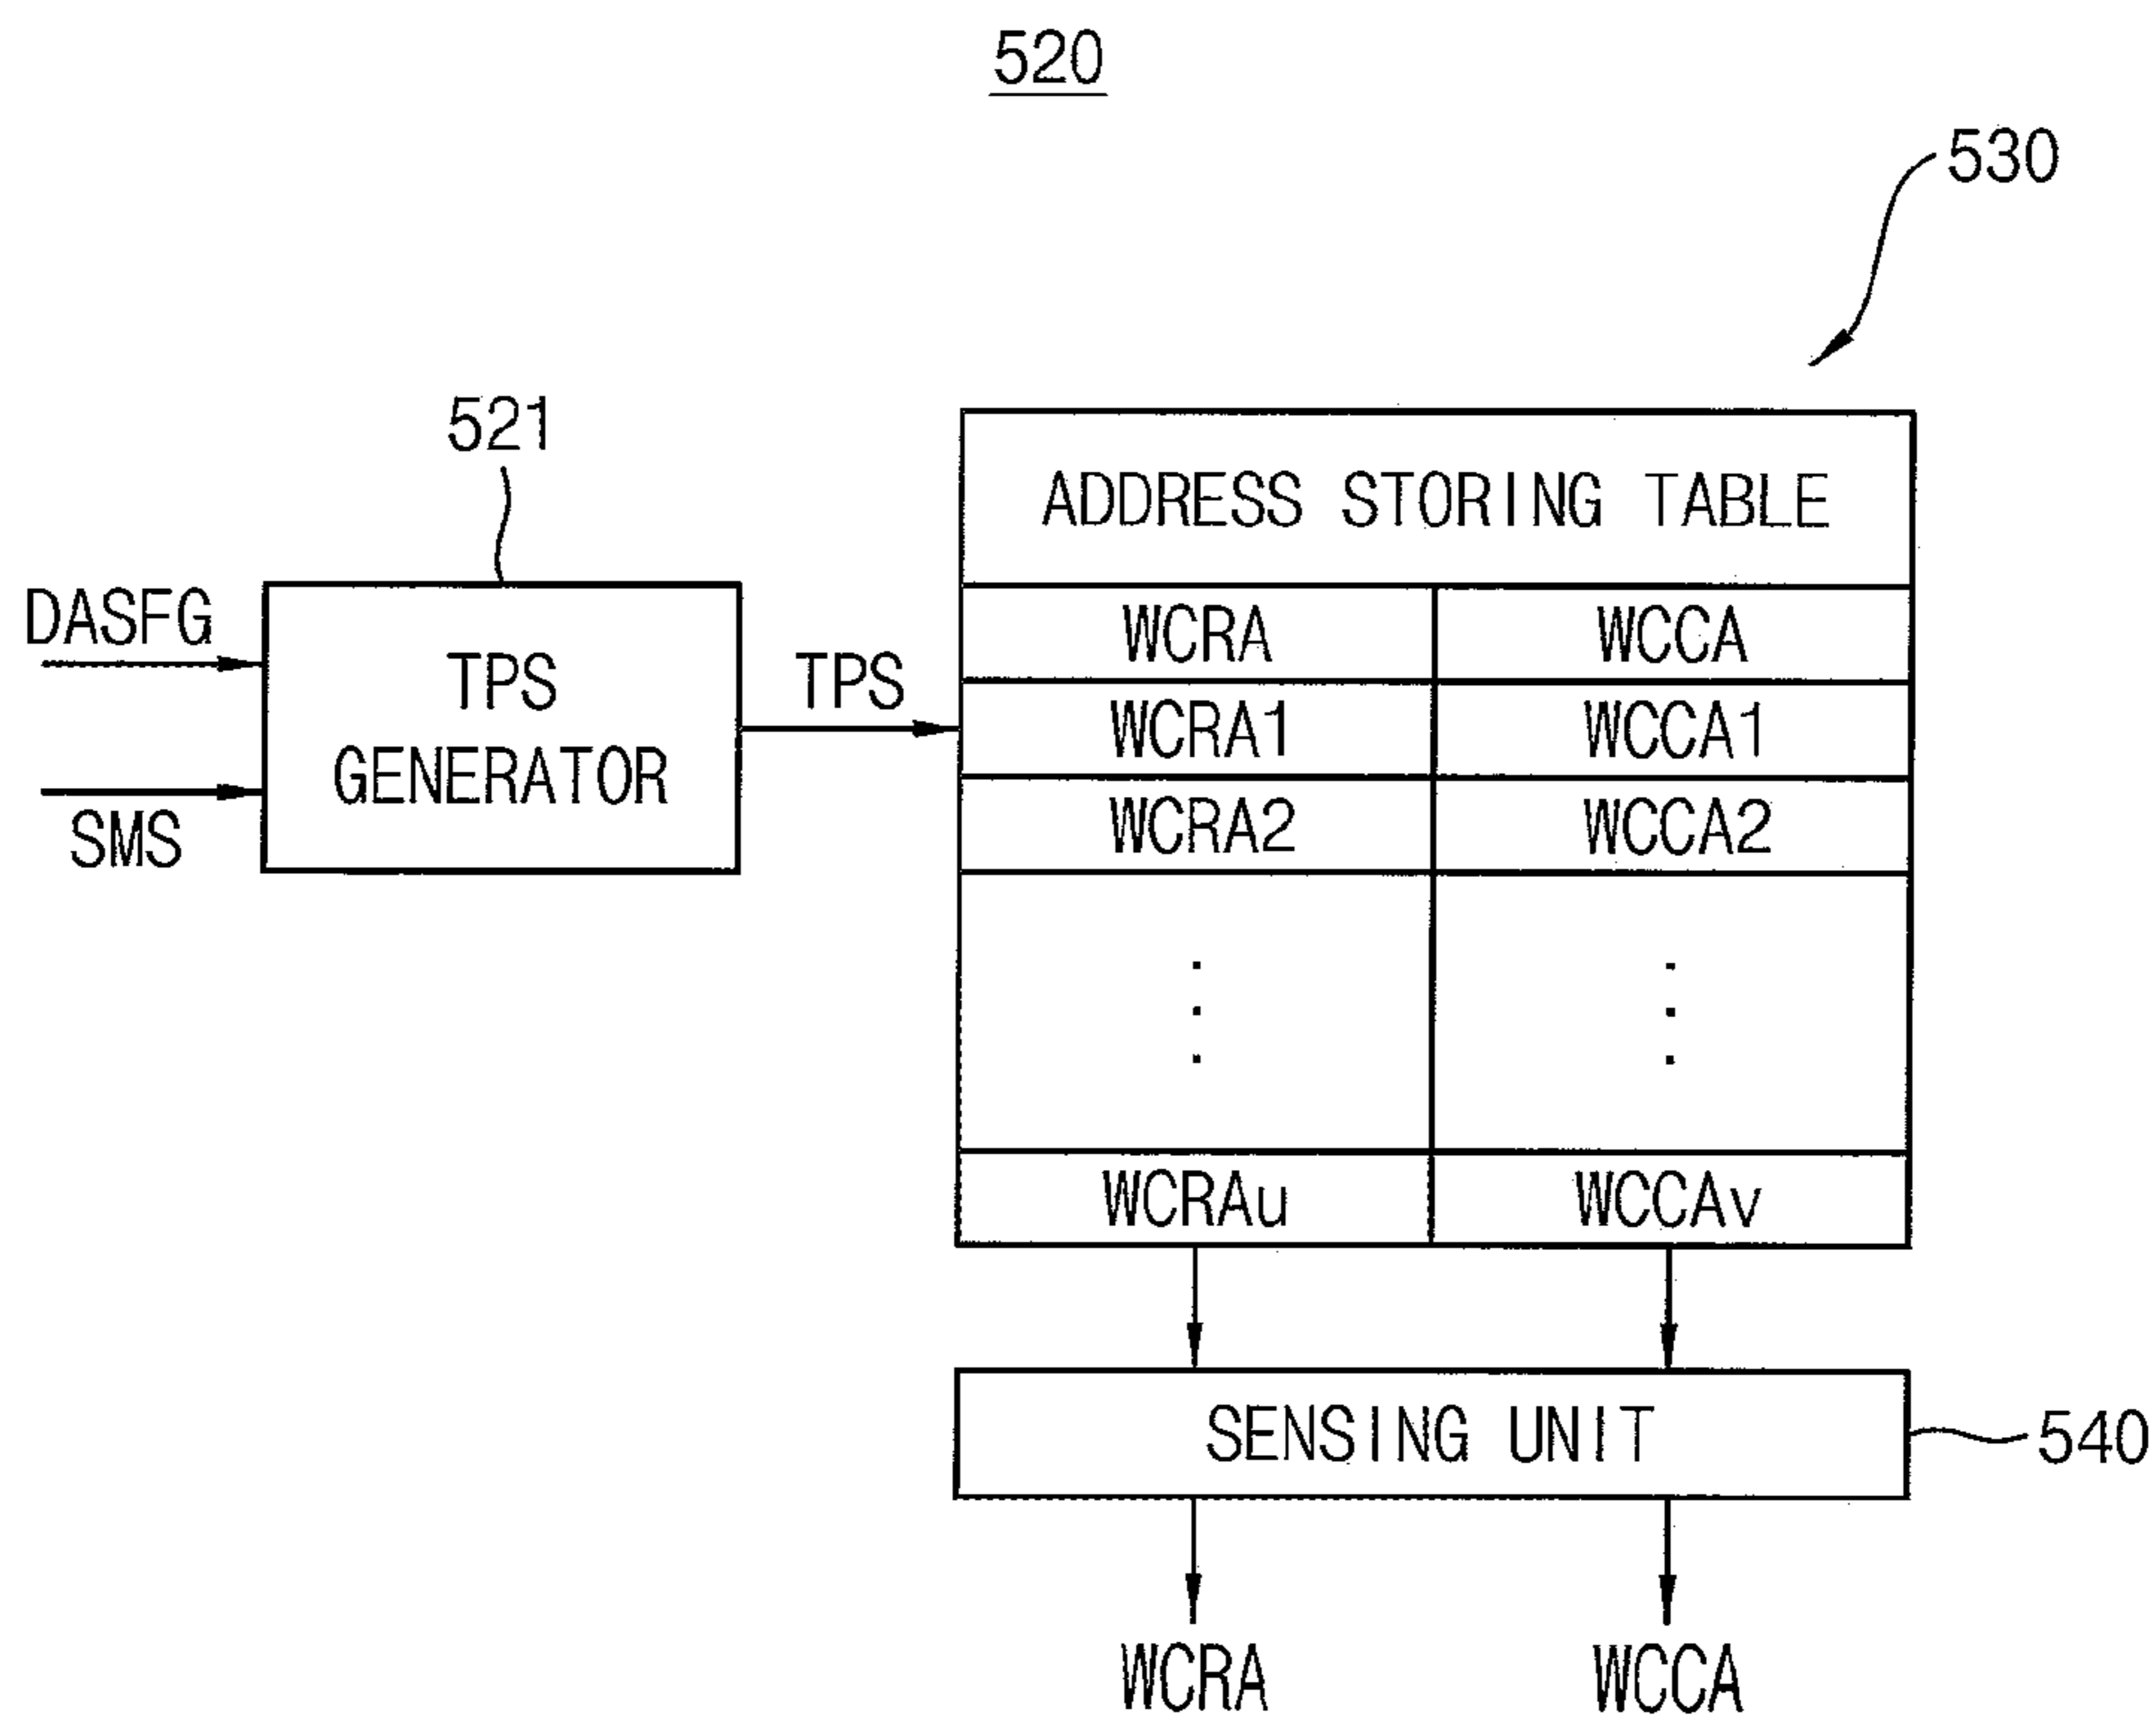 520
530
521
ADDRESS STORING TABLE
DASFG
TPS
GENERATOR
SMS
TPS
WCRA WCCA
WCRA1 WCCA1
WCRA2 WCCA2
WCRAu WCCAv
SENSING UNIT
540
WCRA WCCA